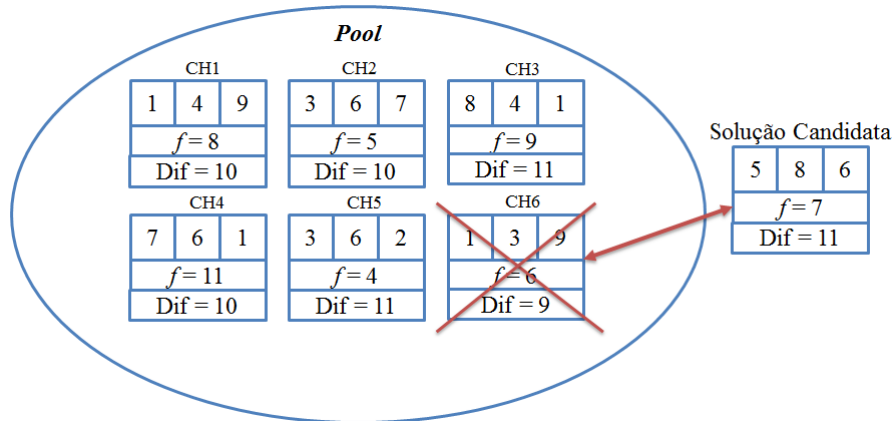 Pool
CH1 CH2 CH3
1 4 9 3 6 7 8 4 1
f = 8 f = 5 f = 9
Dif = 10 Dif = 10 Dif = 11
CH4 CH5 CH6
7 6 1 3 6 2 1 3 9
f = 11 f = 4 f = 6
Dif = 10 Dif = 11 Dif = 9
Solução Candidata
5 8 6
f = 7
Dif = 11